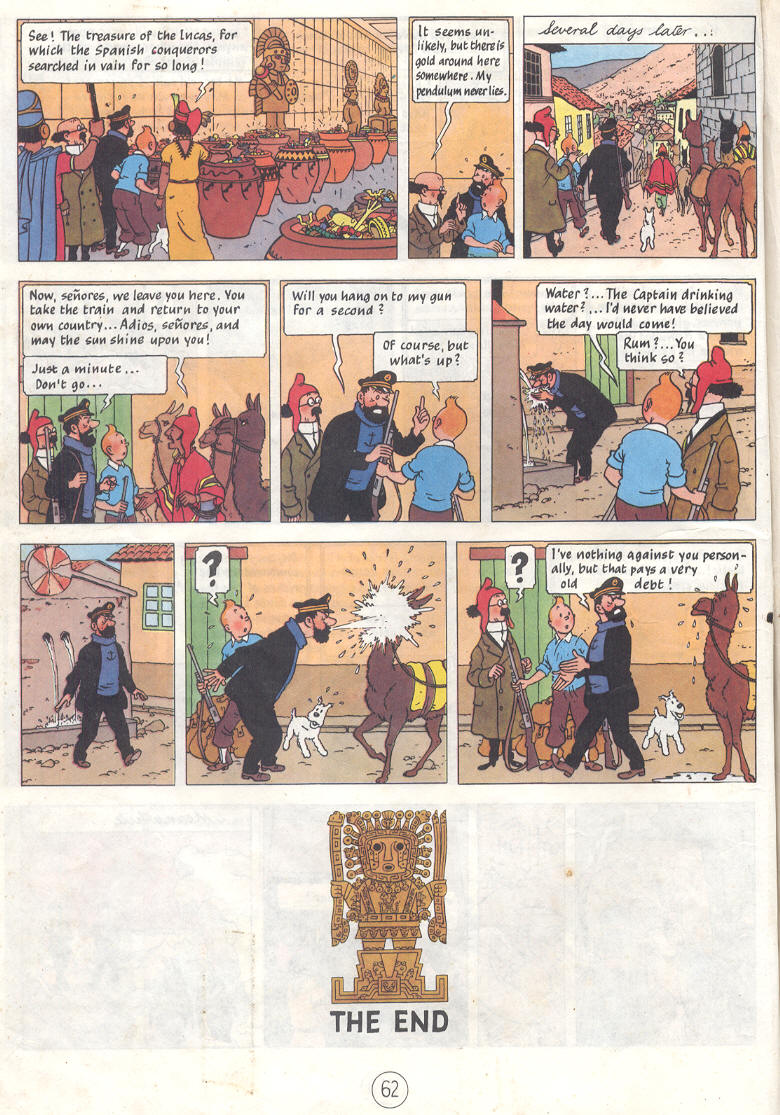 See! The treasure of the Incas, for
which the Spanish conquerors
searched in vain for so long!
It seems un-
likely, but there is
gold around here
somewhere. My
pendulum never lies.
Several days later...
Now, señores, we leave you here. You
take the train and return to your
own country... Adios, señores, and
may the sun shine upon you!
Just a minute...
Don't go...
Will you hang on to my gun
for a second?
Of course, but
what's up?
Water?... The Captain drinking
water?... I'd never have believed
the day would come!
Rum?... You
think so?
?
?
I've nothing against you person-
ally, but that pays a very
old debt!
THE END
62